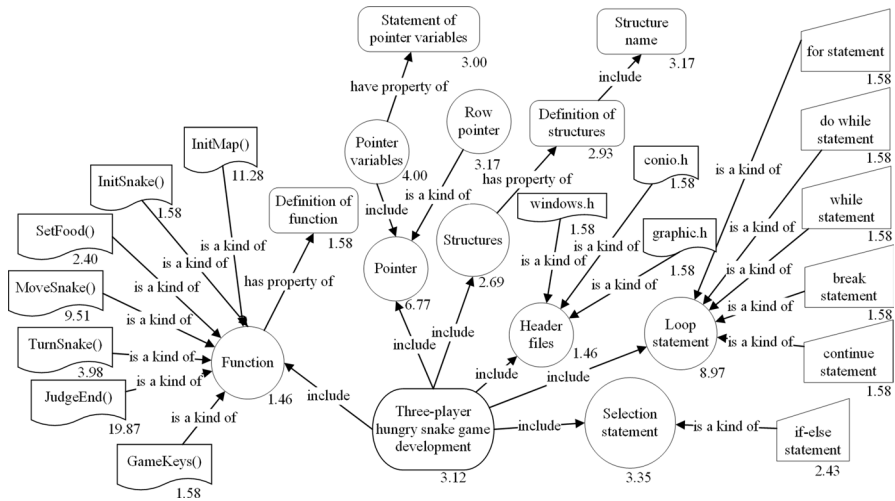 Statement of
pointer variables
3.00
Structure
name
3.17
for statement
1.58
have property of
include
Row
pointer
3.17
Definition of
structures
2.93
InitMap()
11.28
Pointer
variables
4.00
conio.h
1.58
is a kind of
do while
statement
1.58
InitSnake()
1.58
is a kind of
has property of
Definition of
function
1.58
include
windows.h
1.58
is a kind of
while
statement
1.58
SetFood()
2.40
is a kind of
Structures
2.69
is a kind of
graphic.h
1.58
is a kind of
is a kind of
has property of
Pointer
6.77
is a kind of
MoveSnake()
9.51
is a kind of
is a kind of
break
statement
1.58
is a kind of
TurnSnake()
3.98
is a kind of
Function
1.46
include
include
Header
files
1.46
Loop
statement
8.97
is a kind of
continue
statement
1.58
JudgeEnd()
19.87
is a kind of
include
include
include
is a kind of
Three-player
hungry snake game
development
3.12
include
Selection
statement
3.35
is a kind of
if-else
statement
2.43
GameKeys()
1.58